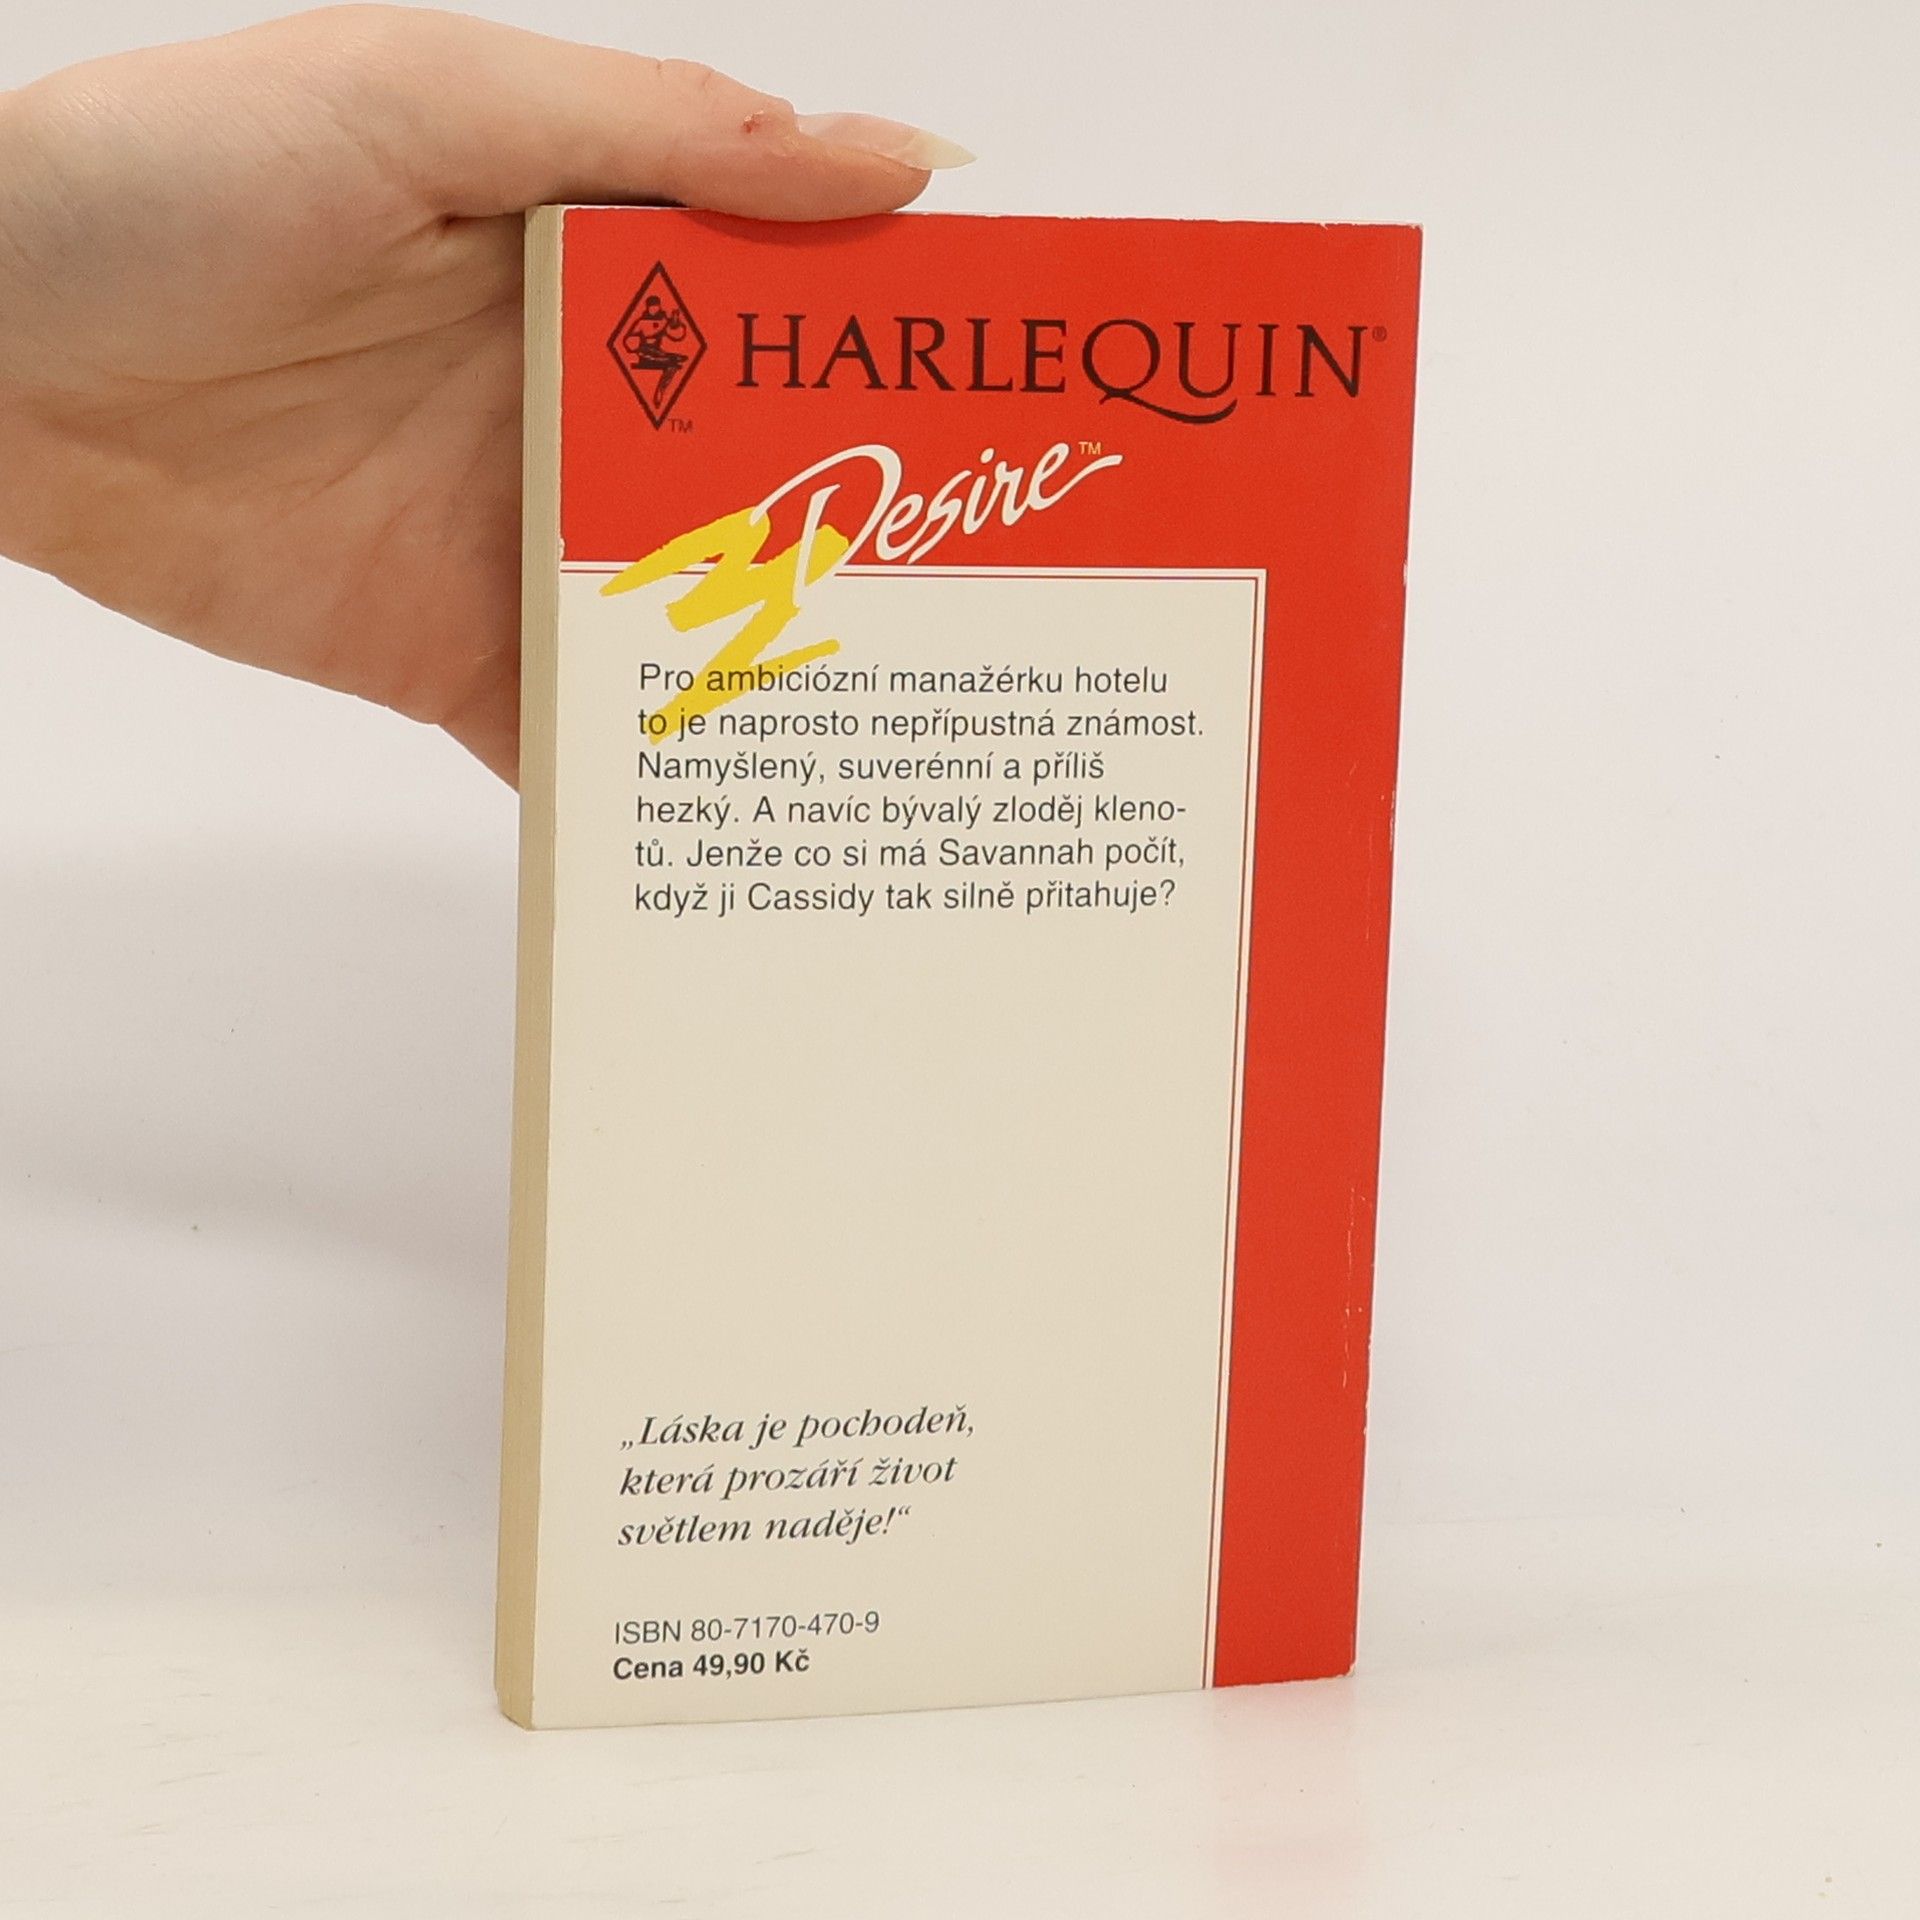 HARLEQUIN®
TM
Desire™
Pro ambiciózní manažérku hotelu
to je naprosto nepřípustná známost.
Namyšlený, suverénní a příliš
hezký. A navíc bývalý zloděj kleno-
tů. Jenže co si má Savannah počít,
když ji Cassidy tak silně přitahuje?
„Láska je pochodeň,
která prozáří život
světlem naděje!“
ISBN 80-7170-470-9
Cena 49,90 Kč